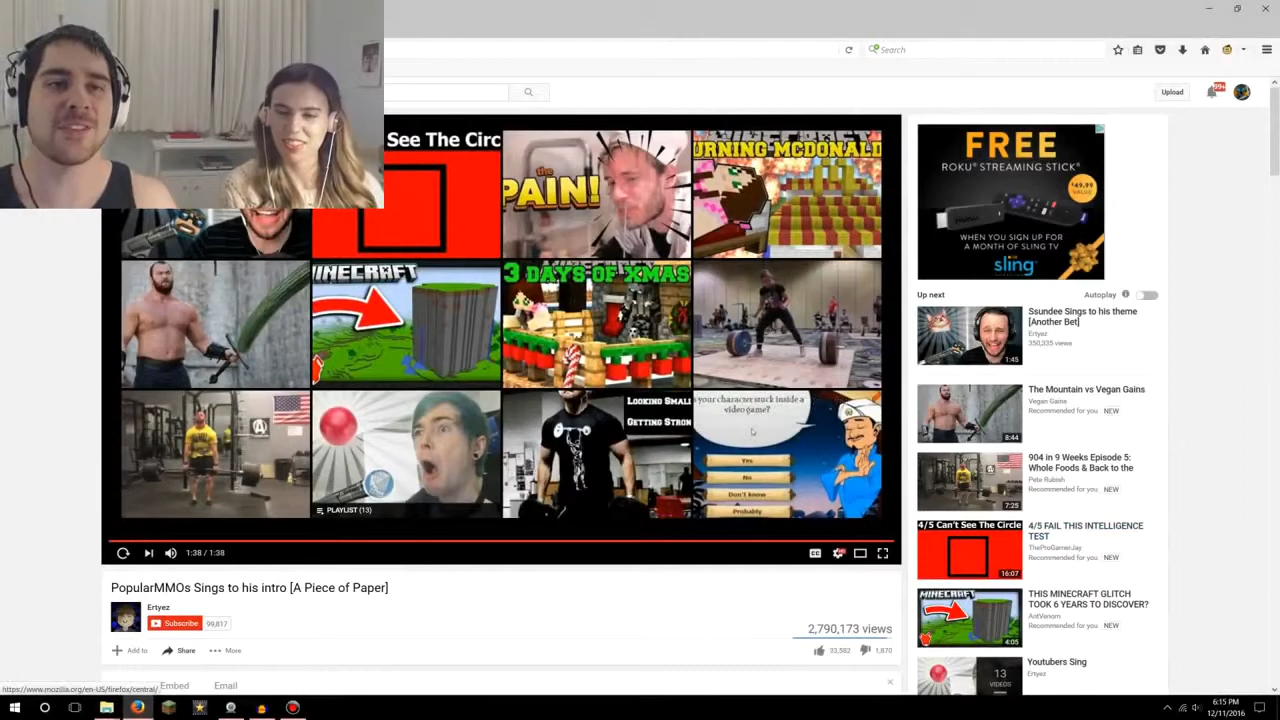 Search
Upload
99+
See The Circ
the
PAIN!
URNING MCDONALD
FREE
ROKU STREAMING STICK
$49.99
VALUE
WHEN YOU SIGN UP FOR
A MONTH OF SLING TV
sling
Up next
Autoplay
MINECRAFT
3 DAYS OF XMAS
Ssundee Sings to his theme
[Another Bet]
Ertyez
350,335 views
1:45
The Mountain vs Vegan Gains
Vegan Gains
Recommended for you NEW
8:44
LOOKING SMALL
GETTING STRON
s your character stuck inside a
video game?
Yes
No
Don't know
Probably
PLAYLIST (13)
904 in 9 Weeks Episode 5:
Whole Foods & Back to the
Pete Rubish
Recommended for you NEW
7:25
4/5 Can't See The Circle
4/5 FAIL THIS INTELLIGENCE
TEST
TheProGamerJay
Recommended for you NEW
16:07
1:38 / 1:38
CC
PopularMMOs Sings to his intro [A Piece of Paper]
Ertyez
Subscribe 99,817
2,790,173 views
Add to Share More
33,582 1,870
MINECRAFT
THIS MINECRAFT GLITCH
TOOK 6 YEARS TO DISCOVER?
AntVenom
Recommended for you NEW
4:05
Youtubers Sing
Ertyez
13
VIDEOS
https://www.mozilla.org/en-US/firefox/central/
Embed Email
6:15 PM
12/11/2016